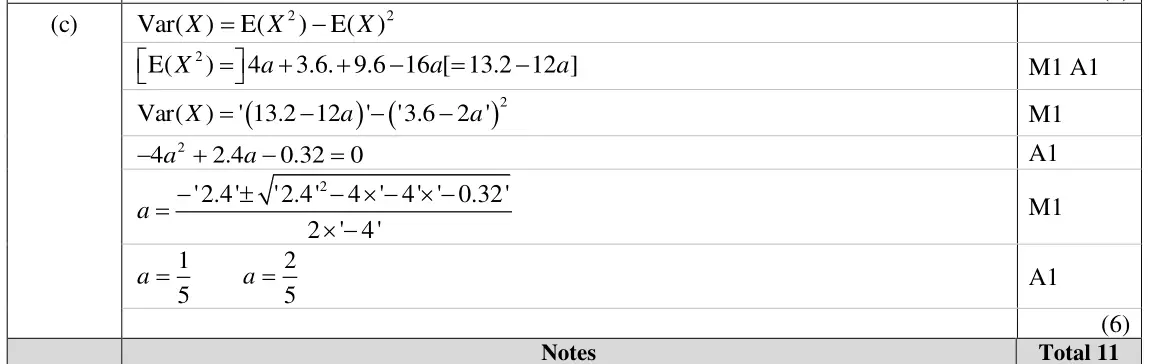 (c) Var(X) = E(X²) − E(X)²
[E(X²) =] 4a + 3.6. + 9.6 − 16a[= 13.2 − 12a] M1 A1
Var(X) = '(13.2 − 12a)' − ('3.6 − 2a')² M1
−4a² + 2.4a − 0.32 = 0 A1
a = (−'2.4' ± √('2.4'² − 4 × '−4' × '−0.32')) / (2 × '−4') M1
a = 1/5 a = 2/5 A1
(6)
Notes Total 11